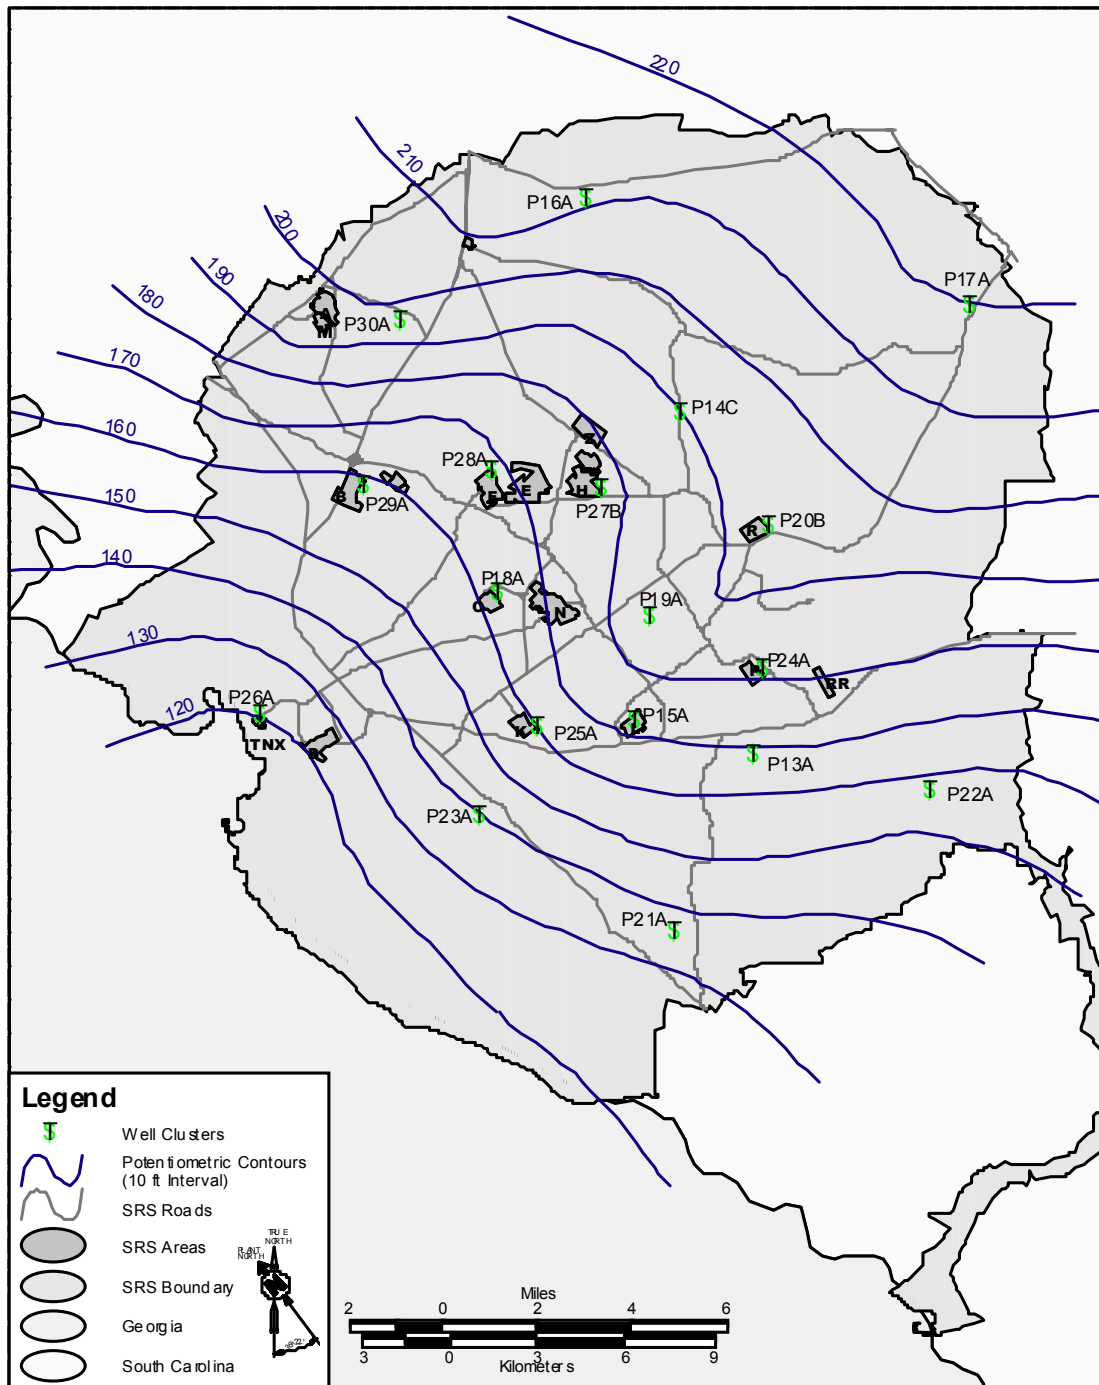 220
210
P16A
200
190
P17A
180
A
M
P30A
170
P14C
160
Z
P28A
150
B
P29A
F
E
H
P27B
R
P20B
140
P18A
C
N
P19A
130
P24A
P
RR
120
P26A
TNX
D
K
P25A
L
P15A
P13A
P22A
P23A
P21A
Legend
Well Clusters
Potentiometric Contours
(10 ft Interval)
SRS Roads
SRS Areas
SRS Boundary
Georgia
South Carolina
TRUE
NORTH
PLANT
NORTH
Miles
2 0 2 4 6
3 0 3 6 9
Kilometers